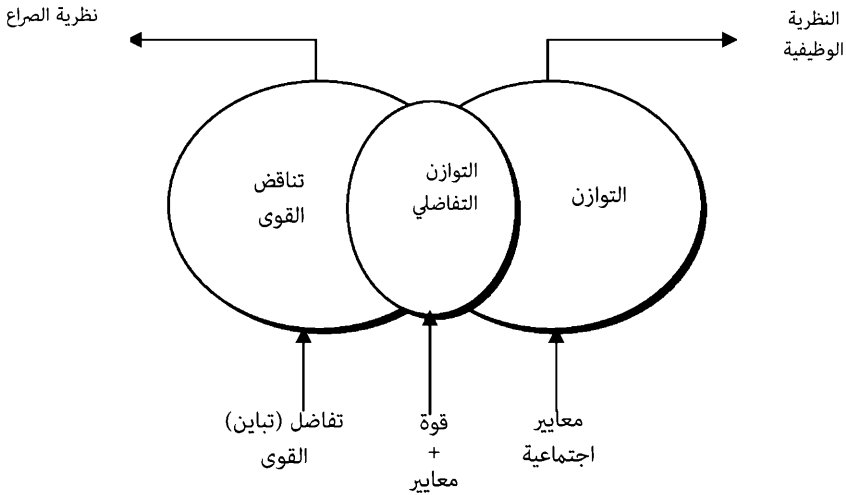 النظرية
الوظيفية
نظرية الصراع
التوازن
التوازن
التفاضلي
تناقض
القوى
معايير
اجتماعية
قوة
+
معايير
تفاضل (تباين)
القوى